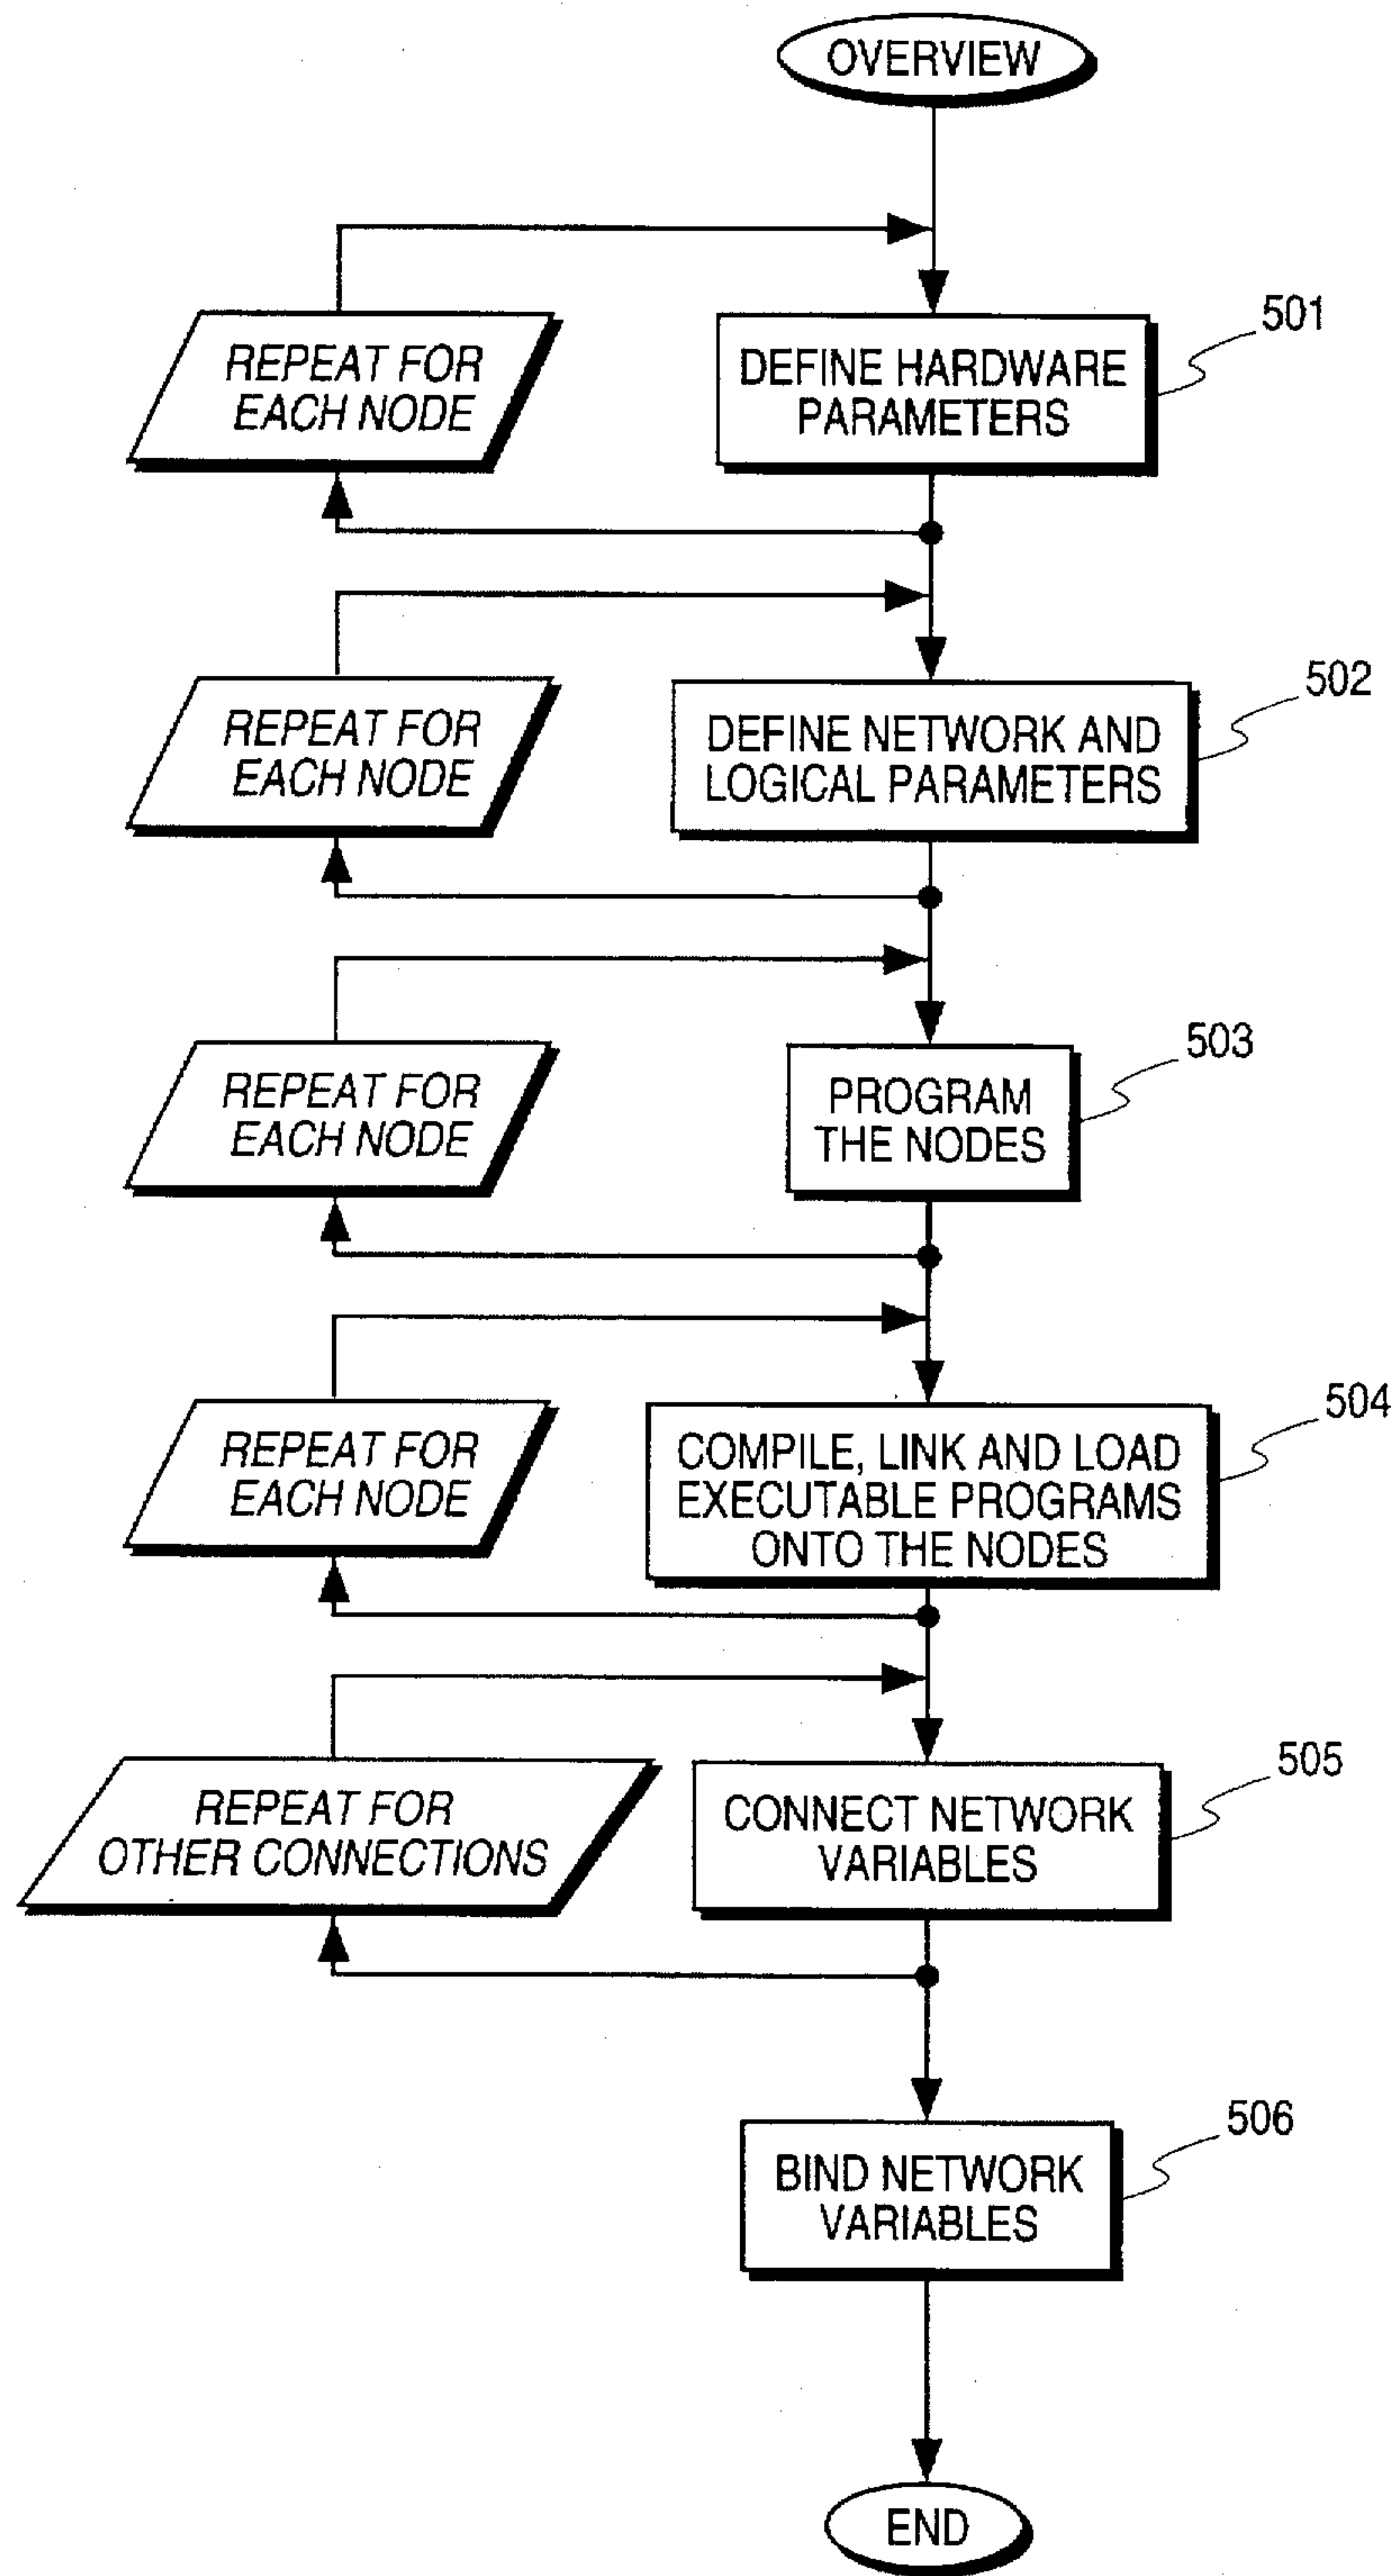 OVERVIEW
501
REPEAT FOR
EACH NODE
DEFINE HARDWARE
PARAMETERS
502
REPEAT FOR
EACH NODE
DEFINE NETWORK AND
LOGICAL PARAMETERS
503
REPEAT FOR
EACH NODE
PROGRAM
THE NODES
504
REPEAT FOR
EACH NODE
COMPILE, LINK AND LOAD
EXECUTABLE PROGRAMS
ONTO THE NODES
505
REPEAT FOR
OTHER CONNECTIONS
CONNECT NETWORK
VARIABLES
506
BIND NETWORK
VARIABLES
END